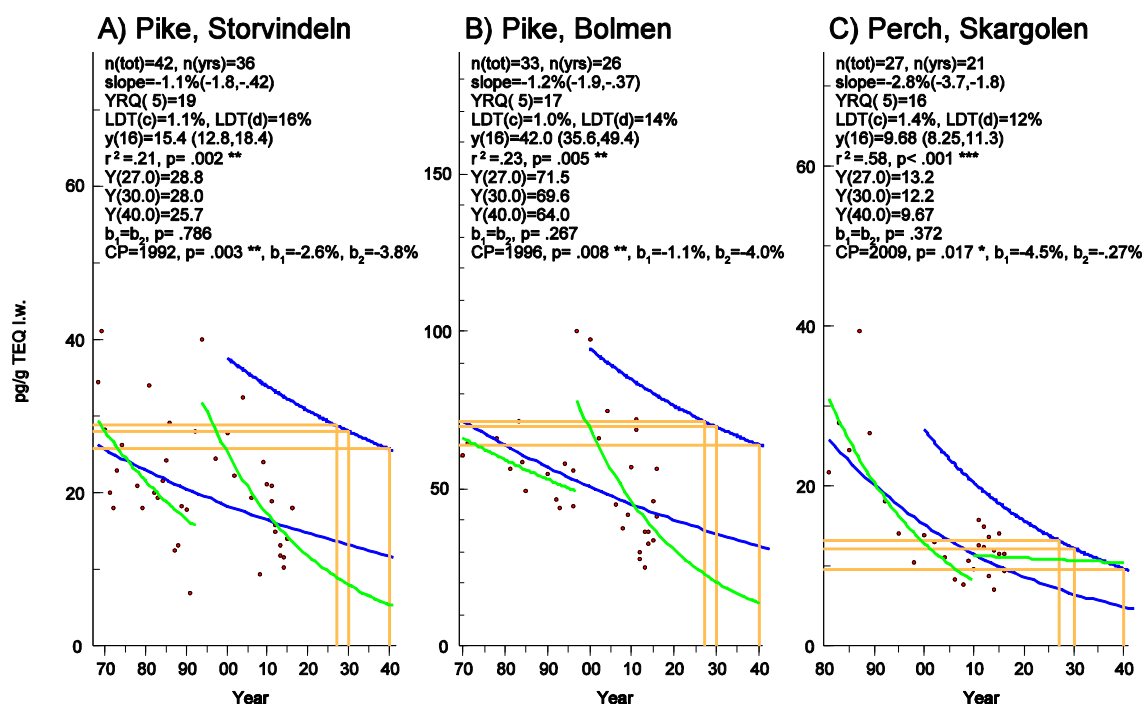 A) Pike, Storvindeln
n(tot)=42, n(yrs)=36
slope=-1.1%(-1.8,-.42)
YRQ( 5)=19
LDT(c)=1.1%, LDT(d)=16%
y(16)=15.4 (12.8,18.4)
r²=.21, p= .002 **
Y(27.0)=28.8
Y(30.0)=28.0
Y(40.0)=25.7
b₁=b₂, p= .786
CP=1992, p= .003 **, b₁=-2.6%, b₂=-3.8%
pg/g TEQ l.w.
60
40
20
0
70 80 90 00 10 20 30 40
Year
B) Pike, Bolmen
n(tot)=33, n(yrs)=26
slope=-1.2%(-1.9,-.37)
YRQ( 5)=17
LDT(c)=1.0%, LDT(d)=14%
y(16)=42.0 (35.6,49.4)
r²=.23, p= .005 **
Y(27.0)=71.5
Y(30.0)=69.6
Y(40.0)=64.0
b₁=b₂, p= .267
CP=1996, p= .008 **, b₁=-1.1%, b₂=-4.0%
150
100
50
0
70 80 90 00 10 20 30 40
Year
C) Perch, Skargolen
n(tot)=27, n(yrs)=21
slope=-2.8%(-3.7,-1.8)
YRQ( 5)=16
LDT(c)=1.4%, LDT(d)=12%
y(16)=9.68 (8.25,11.3)
r²=.58, p< .001 ***
Y(27.0)=13.2
Y(30.0)=12.2
Y(40.0)=9.67
b₁=b₂, p= .372
CP=2009, p= .017 *, b₁=-4.5%, b₂=-.27%
60
40
20
0
80 90 00 10 20 30 40
Year